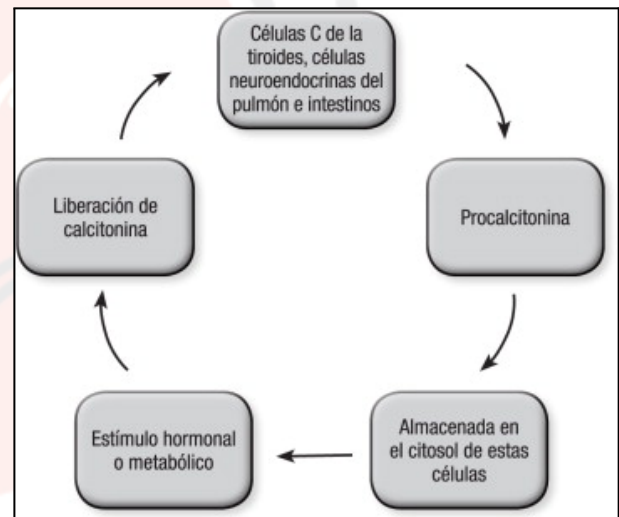 Células C de la
tiroides, células
neuroendocrinas del
pulmón e intestinos
Procalcitonina
Almacenada en
el citosol de estas
células
Estímulo hormonal
o metabólico
Liberación de
calcitonina